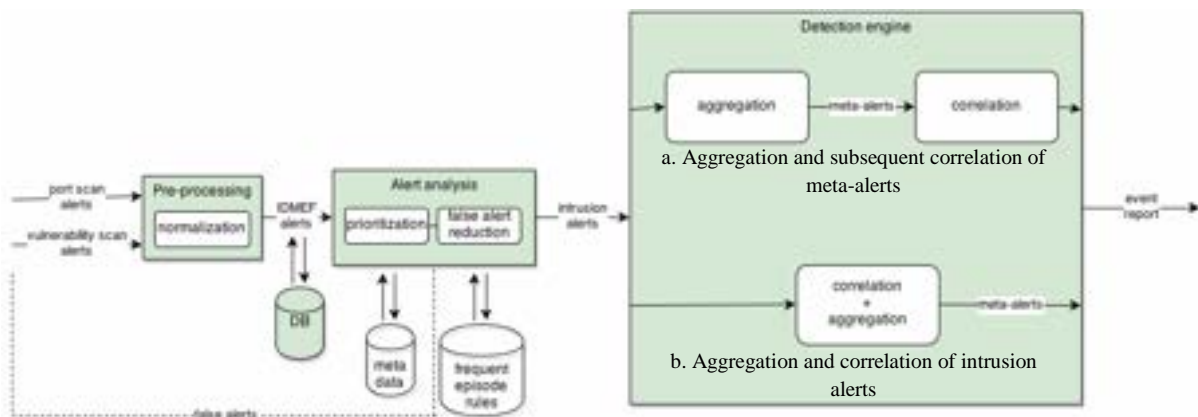 Detection engine
aggregation
meta-alerts
correlation
a. Aggregation and subsequent correlation of
meta-alerts
port scan
alerts
vulnerability scan
alerts
Pre-processing
normalization
IDMEF
alerts
DB
Alert analysis
prioritization
false alert
reduction
meta
data
frequent
episode
rules
false alerts
intrusion
alerts
correlation
+
aggregation
meta-alerts
b. Aggregation and correlation of intrusion
alerts
event
report